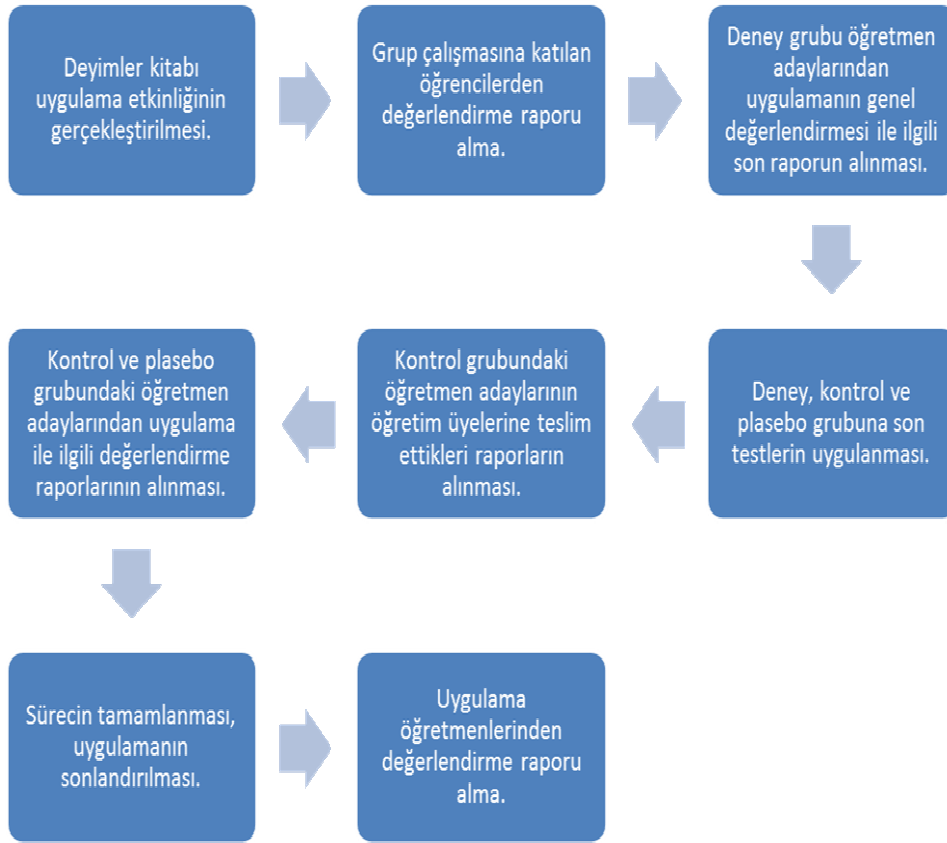 Deyimler kitabı
uygulama etkinliğinin
gerçekleştirilmesi.
Grup çalışmasına katılan
öğrencilerden
değerlendirme raporu
alma.
Deney grubu öğretmen
adaylarından
uygulamanın genel
değerlendirmesi ile ilgili
son raporun alınması.
Deney, kontrol ve
plasebo grubuna son
testlerin uygulanması.
Kontrol grubundaki
öğretmen adaylarının
öğretim üyelerine teslim
ettikleri raporların
alınması.
Kontrol ve plasebo
grubundaki öğretmen
adaylarından uygulama
ile ilgili değerlendirme
raporlarının alınması.
Sürecin tamamlanması,
uygulamanın
sonlandırılması.
Uygulama
öğretmenlerinden
değerlendirme raporu
alma.